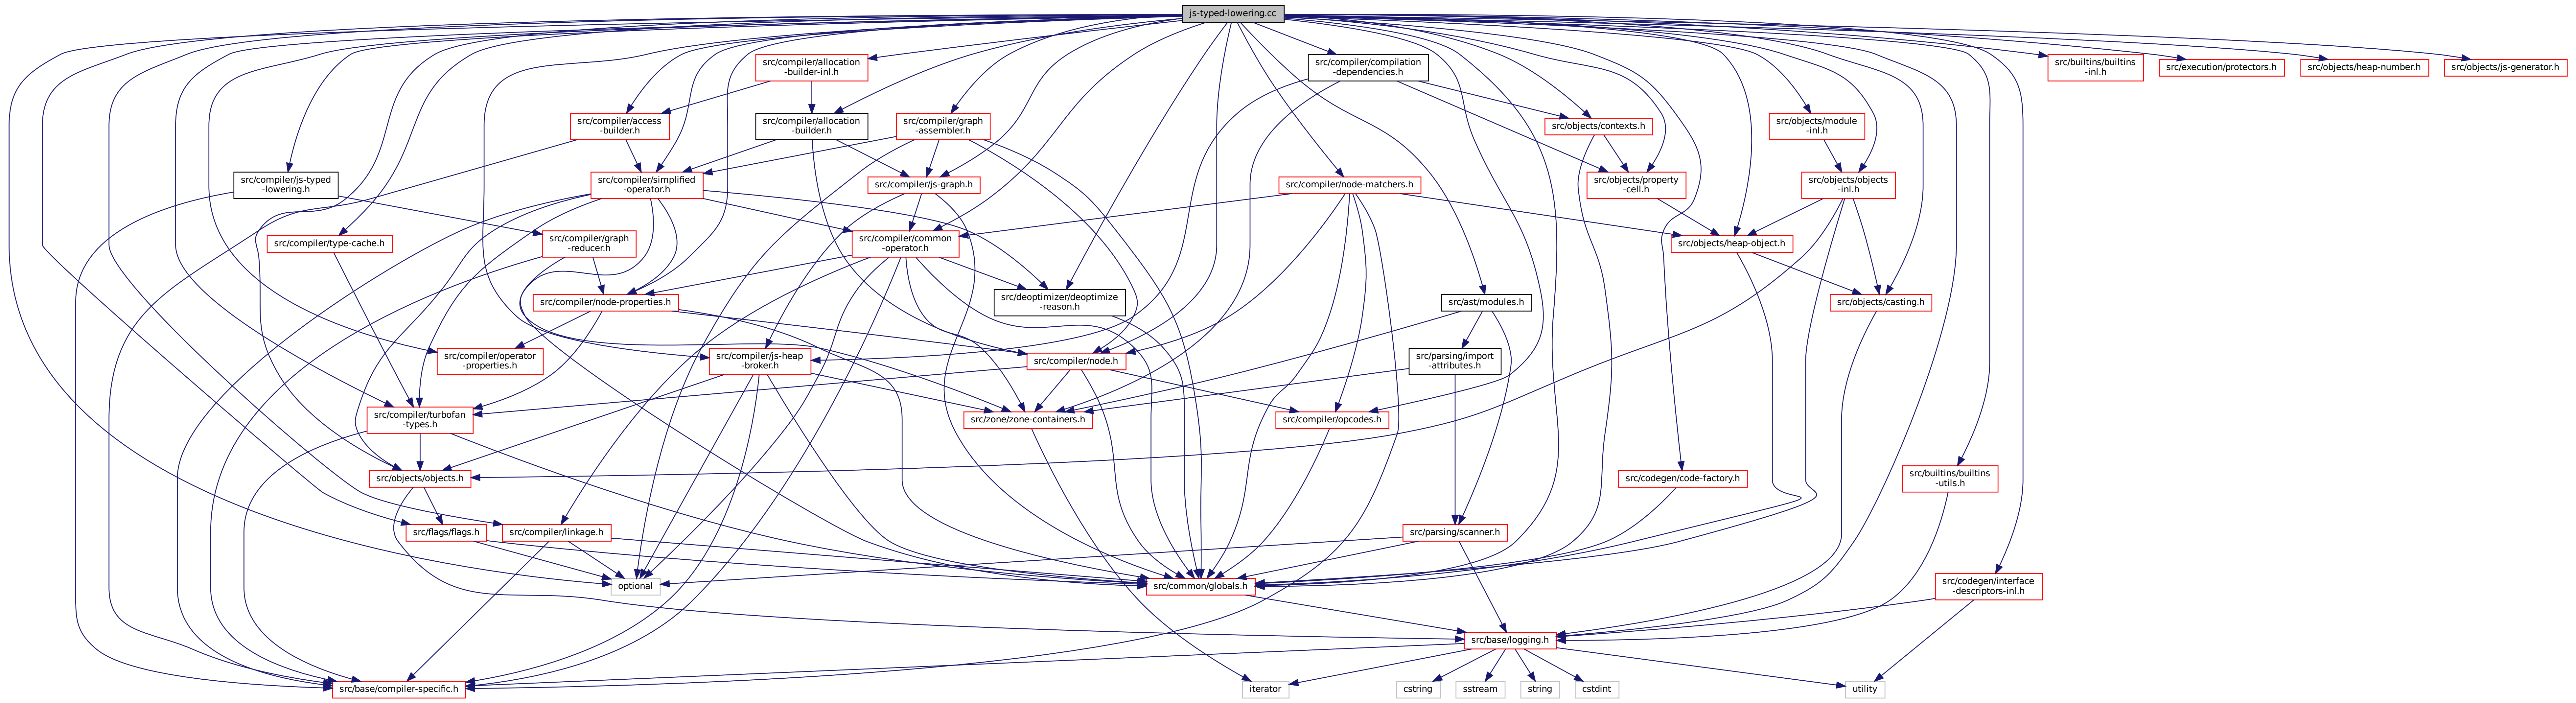 js-typed-lowering.cc
src/compiler/allocation
-builder-inl.h
src/compiler/compilation
-dependencies.h
src/builtins/builtins
-inl.h
src/execution/protectors.h
src/objects/heap-number.h
src/objects/js-generator.h
src/compiler/access
-builder.h
src/compiler/allocation
-builder.h
src/compiler/graph
-assembler.h
src/objects/contexts.h
src/objects/module
-inl.h
src/compiler/js-typed
-lowering.h
src/compiler/simplified
-operator.h
src/compiler/js-graph.h
src/compiler/node-matchers.h
src/objects/property
-cell.h
src/objects/objects
-inl.h
src/compiler/type-cache.h
src/compiler/graph
-reducer.h
src/compiler/common
-operator.h
src/objects/heap-object.h
src/compiler/node-properties.h
src/deoptimizer/deoptimize
-reason.h
src/ast/modules.h
src/objects/casting.h
src/compiler/operator
-properties.h
src/compiler/js-heap
-broker.h
src/compiler/node.h
src/parsing/import
-attributes.h
src/compiler/turbofan
-types.h
src/zone/zone-containers.h
src/compiler/opcodes.h
src/objects/objects.h
src/codegen/code-factory.h
src/builtins/builtins
-utils.h
src/flags/flags.h
src/compiler/linkage.h
src/parsing/scanner.h
optional
src/common/globals.h
src/codegen/interface
-descriptors-inl.h
src/base/logging.h
src/base/compiler-specific.h
iterator
cstring
sstream
string
cstdint
utility